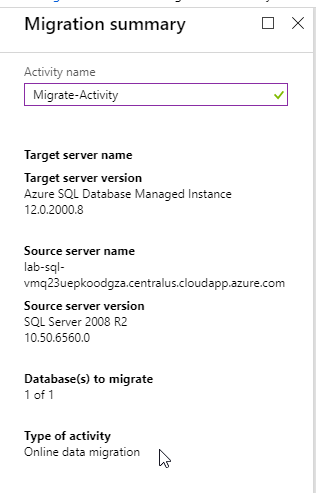 Migration summary
Activity name
Migrate-Activity
Target server name
Target server version
Azure SQL Database Managed Instance
12.0.2000.8
Source server name
lab-sql-
vmq23uepkoodgza.centralus.cloudapp.azure.com
Source server version
SQL Server 2008 R2
10.50.6560.0
Database(s) to migrate
1 of 1
Type of activity
Online data migration